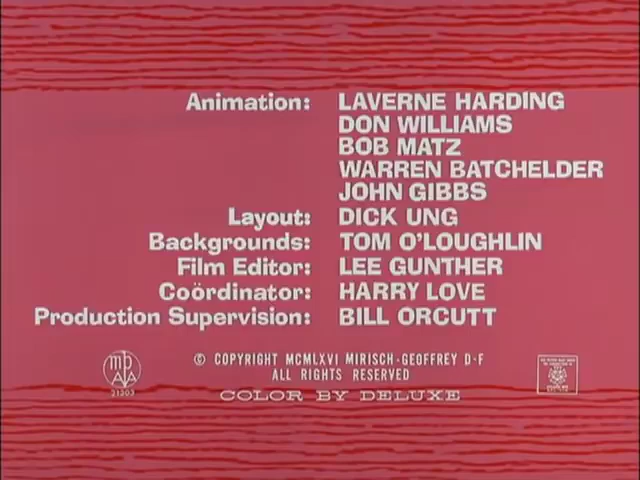 Animation: LAVERNE HARDING
DON WILLIAMS
BOB MATZ
WARREN BATCHELDER
JOHN GIBBS
Layout: DICK UNG
Backgrounds: TOM O'LOUGHLIN
Film Editor: LEE GUNTHER
Coördinator: HARRY LOVE
Production Supervision: BILL ORCUTT
© COPYRIGHT MCMLXVI MIRISCH-GEOFFREY D-F
ALL RIGHTS RESERVED
COLOR BY DELUXE